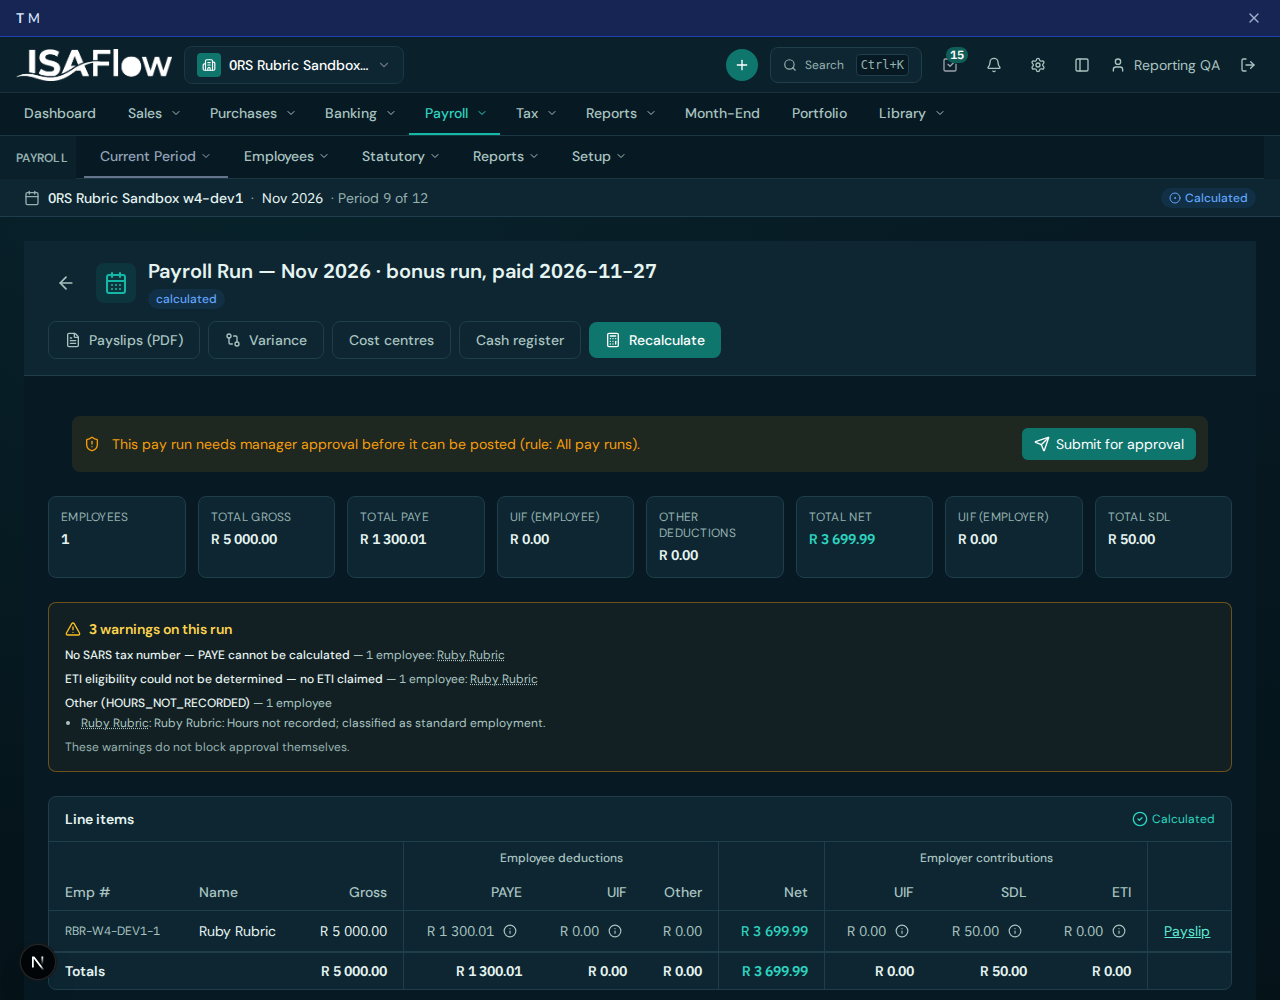 T M
ISAFlow
0RS Rubric Sandbox...
Search Ctrl+K
15
Reporting QA
Dashboard Sales Purchases Banking Payroll Tax Reports Month-End Portfolio Library
PAYROLL Current Period Employees Statutory Reports Setup
0RS Rubric Sandbox w4-dev1 · Nov 2026 · Period 9 of 12
Calculated
Payroll Run — Nov 2026 · bonus run, paid 2026-11-27
calculated
Payslips (PDF) Variance Cost centres Cash register Recalculate
This pay run needs manager approval before it can be posted (rule: All pay runs).
Submit for approval
EMPLOYEES
1
TOTAL GROSS
R 5 000.00
TOTAL PAYE
R 1 300.01
UIF (EMPLOYEE)
R 0.00
OTHER
DEDUCTIONS
R 0.00
TOTAL NET
R 3 699.99
UIF (EMPLOYER)
R 0.00
TOTAL SDL
R 50.00
3 warnings on this run
No SARS tax number — PAYE cannot be calculated — 1 employee: Ruby Rubric
ETI eligibility could not be determined — no ETI claimed — 1 employee: Ruby Rubric
Other (HOURS_NOT_RECORDED) — 1 employee
• Ruby Rubric: Ruby Rubric: Hours not recorded; classified as standard employment.
These warnings do not block approval themselves.
Line items
Calculated
Employee deductions Employer contributions
Emp # Name Gross PAYE UIF Other Net UIF SDL ETI
RBR-W4-DEV1-1 Ruby Rubric R 5 000.00 R 1 300.01 R 0.00 R 0.00 R 3 699.99 R 0.00 R 50.00 R 0.00 Payslip
N
Totals R 5 000.00 R 1 300.01 R 0.00 R 0.00 R 3 699.99 R 0.00 R 50.00 R 0.00